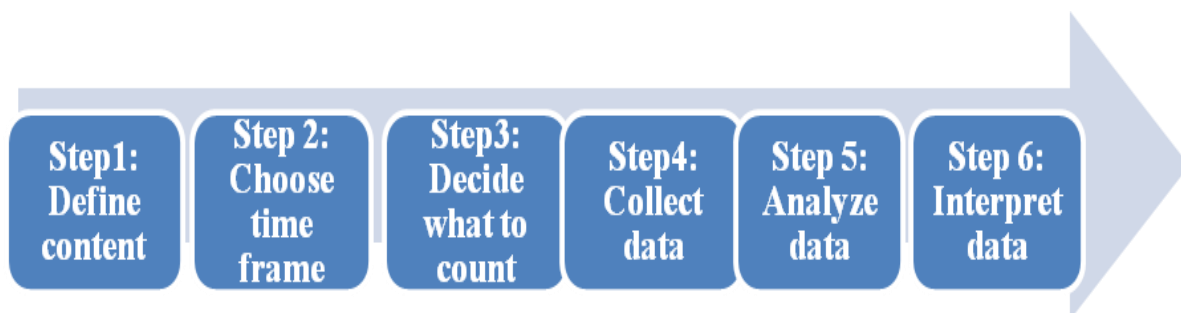 Step1:
Define
content
Step 2:
Choose
time
frame
Step3:
Decide
what to
count
Step4:
Collect
data
Step 5:
Analyze
data
Step 6:
Interpret
data